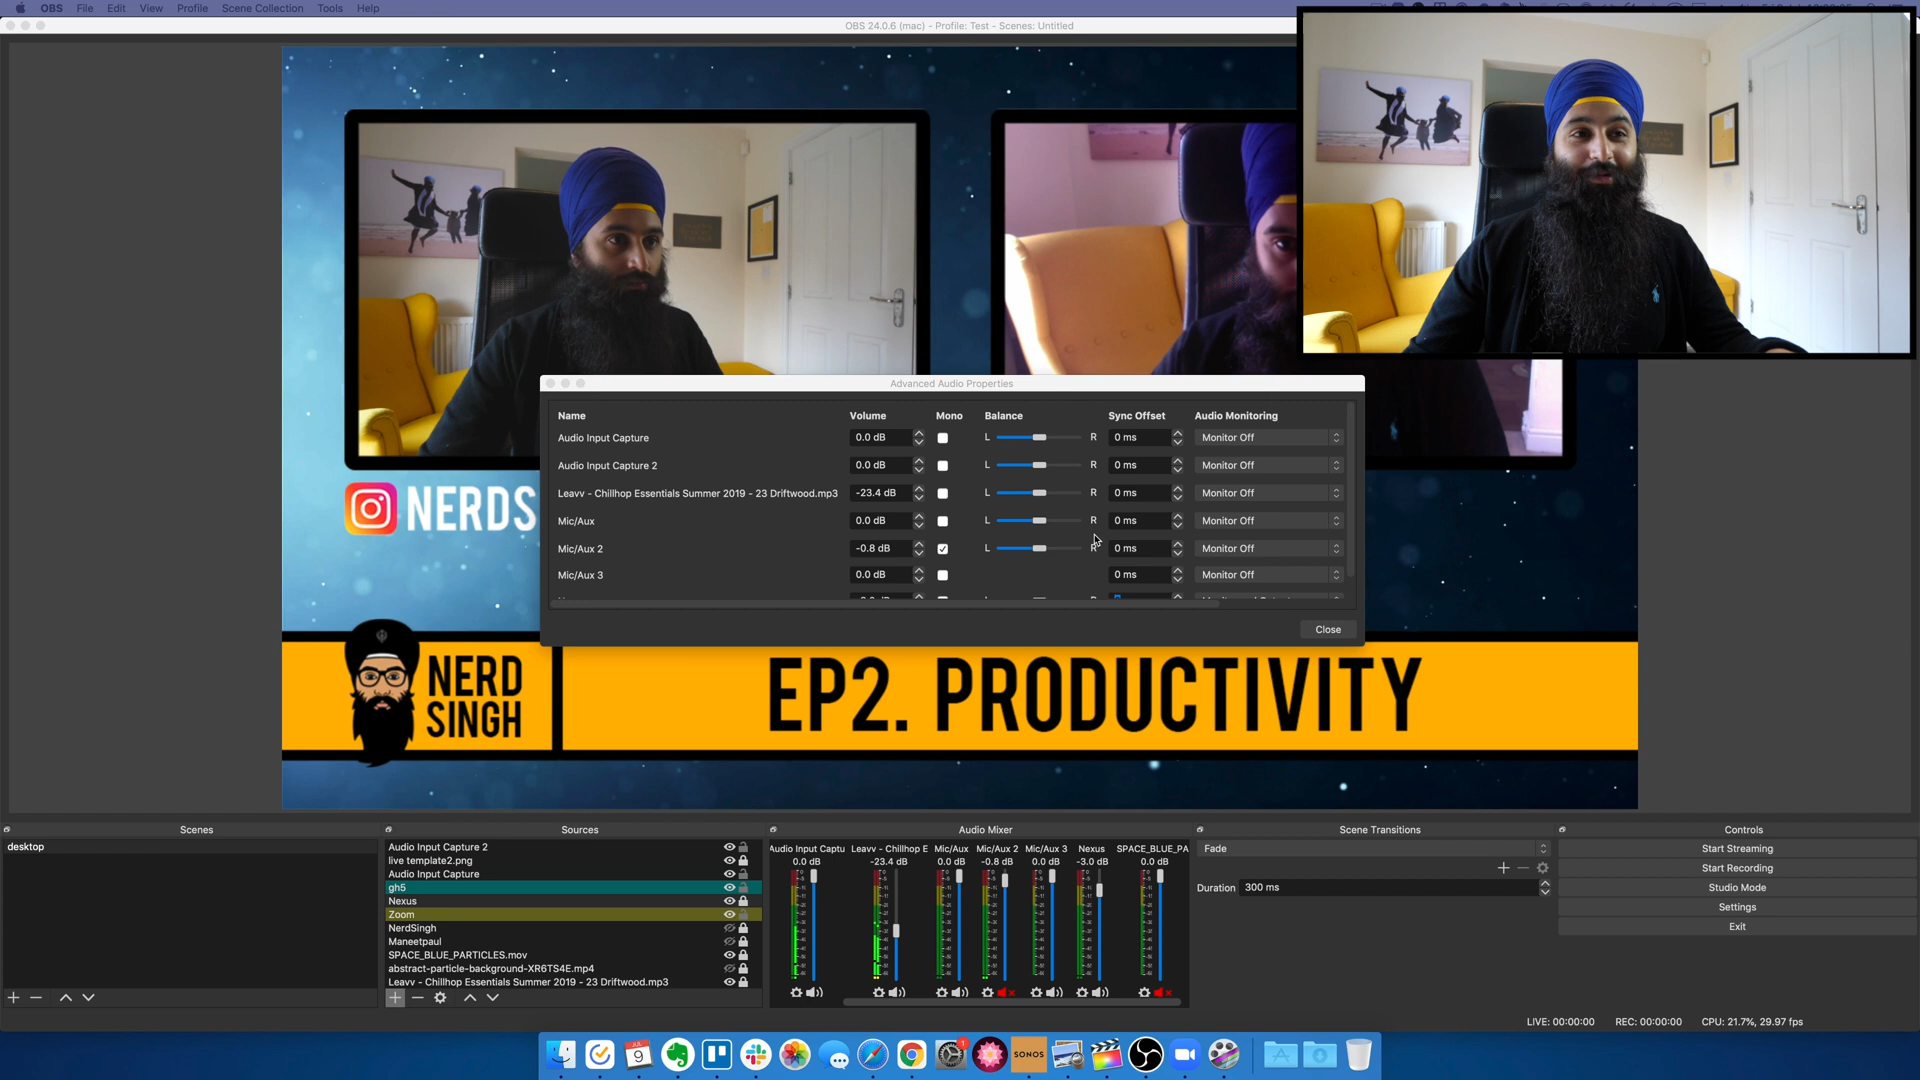 OBS File Edit View Profile Scene Collection Tools Help
OBS 24.0.6 (mac) - Profile: Test - Scenes: Untitled
Advanced Audio Properties
Name Volume Mono Balance Sync Offset Audio Monitoring
Audio Input Capture 0.0 dB L R 0 ms Monitor Off
Audio Input Capture 2 0.0 dB L R 0 ms Monitor Off
Leavv - Chillhop Essentials Summer 2019 - 23 Driftwood.mp3 -23.4 dB L R 0 ms Monitor Off
Mic/Aux 0.0 dB L R 0 ms Monitor Off
Mic/Aux 2 -0.8 dB L R 0 ms Monitor Off
Mic/Aux 3 0.0 dB 0 ms Monitor Off
Close
NERDS
NERD
SINGH
EP2. PRODUCTIVITY
Scenes
desktop
Sources
Audio Input Capture 2
live template2.png
Audio Input Capture
gh5
Nexus
Zoom
NerdSingh
Maneetpaul
SPACE_BLUE_PARTICLES.mov
abstract-particle-background-XR6TS4E.mp4
Leavv - Chillhop Essentials Summer 2019 - 23 Driftwood.mp3
Audio Mixer
Audio Input Captu Leavv - Chillhop E Mic/Aux Mic/Aux 2 Mic/Aux 3 Nexus SPACE_BLUE_PA
0.0 dB -23.4 dB 0.0 dB -0.8 dB 0.0 dB -3.0 dB 0.0 dB
Scene Transitions
Fade
Duration 300 ms
Controls
Start Streaming
Start Recording
Studio Mode
Settings
Exit
LIVE: 00:00:00 REC: 00:00:00 CPU: 21.7%, 29.97 fps
JUL
9
1
SONOS